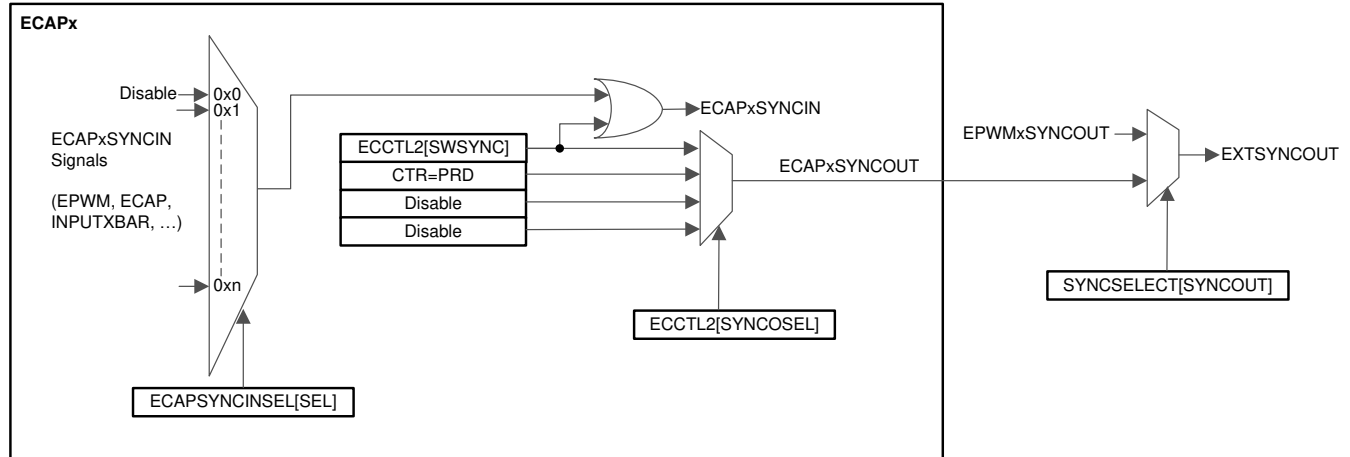 ECAPx
Disable
0x0
0x1
ECAPxSYNCIN
Signals
(EPWM, ECAP,
INPUTXBAR, …)
0xn
ECAPSYNCINSEL[SEL]
ECCTL2[SWSYNC]
CTR=PRD
Disable
Disable
ECAPxSYNCIN
ECAPxSYNCOUT
ECCTL2[SYNCOSEL]
EPWMxSYNCOUT
EXTSYNCOUT
SYNCSELECT[SYNCOUT]